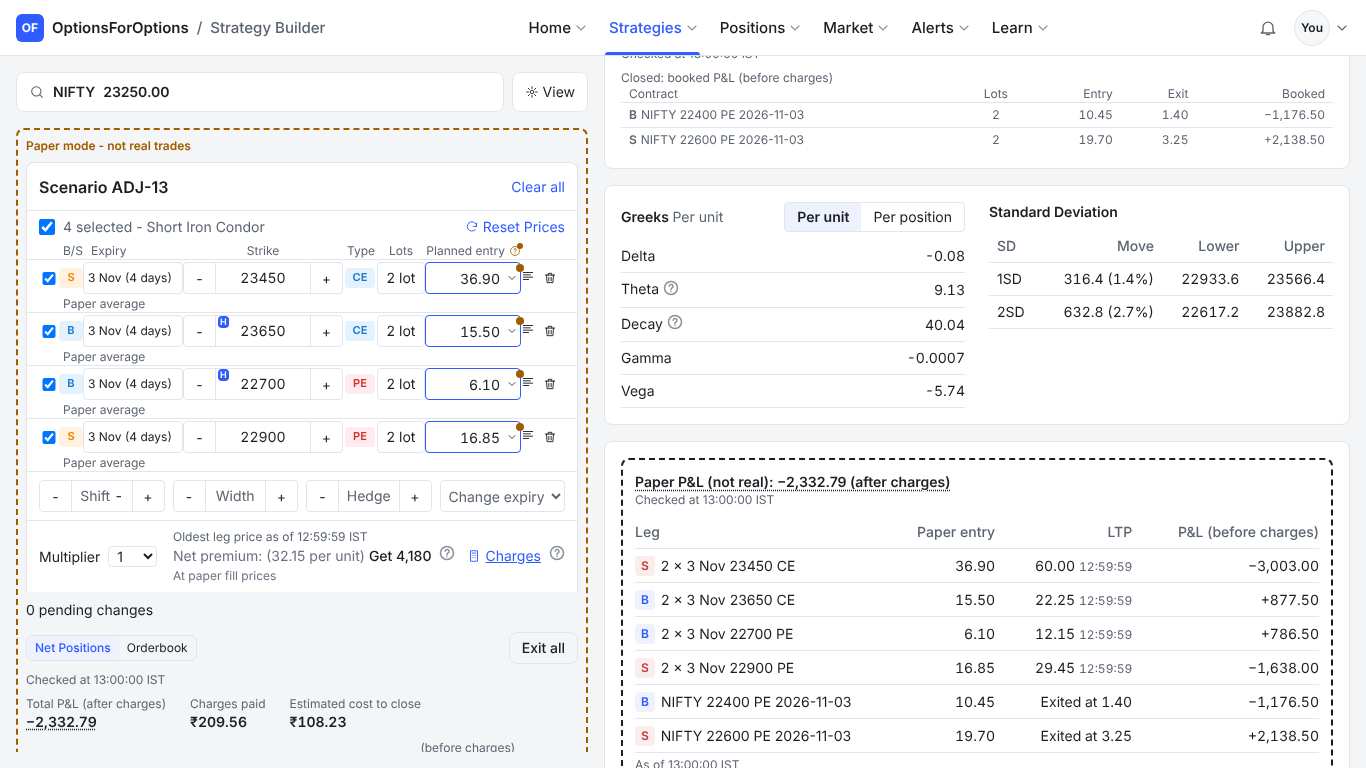 OF OptionsForOptions / Strategy Builder Home Strategies Positions Market Alerts Learn You
NIFTY 23250.00 View
Paper mode - not real trades
Scenario ADJ-13 Clear all
4 selected - Short Iron Condor Reset Prices
B/S Expiry Strike Type Lots Planned entry ?
S 3 Nov (4 days) - 23450 + CE 2 lot 36.90
Paper average
B 3 Nov (4 days) - H 23650 + CE 2 lot 15.50
Paper average
B 3 Nov (4 days) - H 22700 + PE 2 lot 6.10
Paper average
S 3 Nov (4 days) - 22900 + PE 2 lot 16.85
Paper average
- Shift - + - Width + - Hedge + Change expiry
Multiplier 1
Oldest leg price as of 12:59:59 IST
Net premium: (32.15 per unit) Get 4,180 ? Charges ?
At paper fill prices
0 pending changes
Net Positions Orderbook Exit all
Checked at 13:00:00 IST
Total P&L (after charges) Charges paid Estimated cost to close
−2,332.79 ₹209.56 ₹108.23
(before charges)
Closed: booked P&L (before charges)
Contract Lots Entry Exit Booked
B NIFTY 22400 PE 2026-11-03 2 10.45 1.40 −1,176.50
S NIFTY 22600 PE 2026-11-03 2 19.70 3.25 +2,138.50
Greeks Per unit Per unit Per position
Delta -0.08
Theta ? 9.13
Decay ? 40.04
Gamma -0.0007
Vega -5.74
Standard Deviation
SD Move Lower Upper
1SD 316.4 (1.4%) 22933.6 23566.4
2SD 632.8 (2.7%) 22617.2 23882.8
Paper P&L (not real): −2,332.79 (after charges)
Checked at 13:00:00 IST
Leg Paper entry LTP P&L (before charges)
S 2 × 3 Nov 23450 CE 36.90 60.00 12:59:59 −3,003.00
B 2 × 3 Nov 23650 CE 15.50 22.25 12:59:59 +877.50
B 2 × 3 Nov 22700 PE 6.10 12.15 12:59:59 +786.50
S 2 × 3 Nov 22900 PE 16.85 29.45 12:59:59 −1,638.00
B NIFTY 22400 PE 2026-11-03 10.45 Exited at 1.40 −1,176.50
S NIFTY 22600 PE 2026-11-03 19.70 Exited at 3.25 +2,138.50
As of 13:00:00 IST